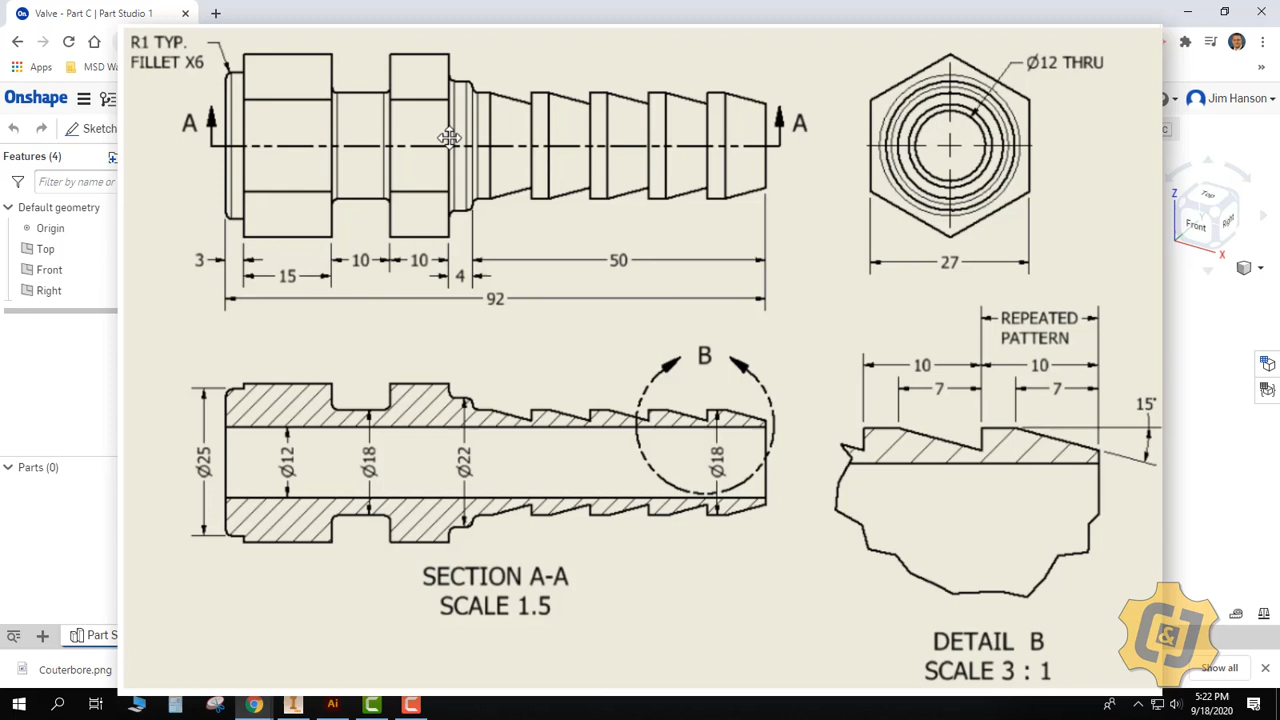 Valve - Part C | Part Studio 1
Apps
MSD Wa
Onshape
Jim Hanson
Sketch
Features (4)
Filter by name or
Default geometry
Origin
Top
Front
Right
Parts (0)
Part S
Couterbore.png
Show all
5:22 PM
9/18/2020
Top
Front
Right
Z
X
R1 TYP.
FILLET X6
A
A
3
15
10
10
4
50
92
Ø12 THRU
27
B
Ø25
Ø12
Ø18
Ø22
Ø18
SECTION A-A
SCALE 1.5
REPEATED
PATTERN
10
10
7
7
15°
DETAIL B
SCALE 3 : 1
C&J